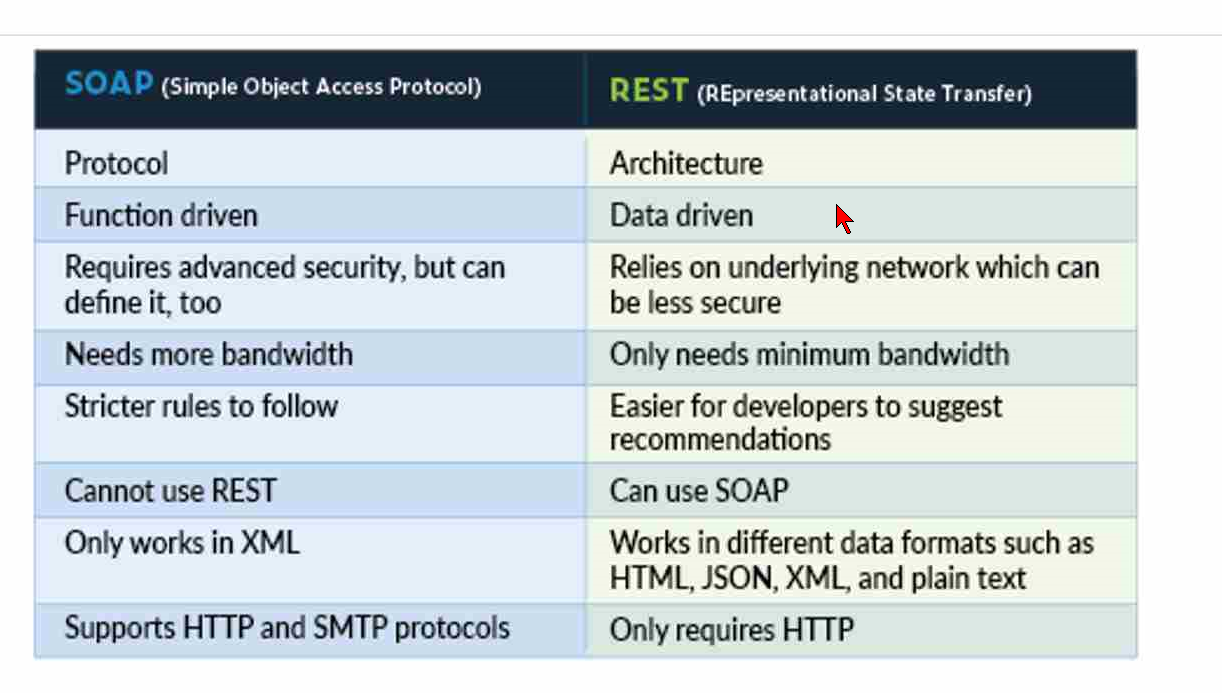 SOAP (Simple Object Access Protocol)
REST (REpresentational State Transfer)
Protocol
Architecture
Function driven
Data driven
Requires advanced security, but can
define it, too
Relies on underlying network which can
be less secure
Needs more bandwidth
Only needs minimum bandwidth
Stricter rules to follow
Easier for developers to suggest
recommendations
Cannot use REST
Can use SOAP
Only works in XML
Works in different data formats such as
HTML, JSON, XML, and plain text
Supports HTTP and SMTP protocols
Only requires HTTP